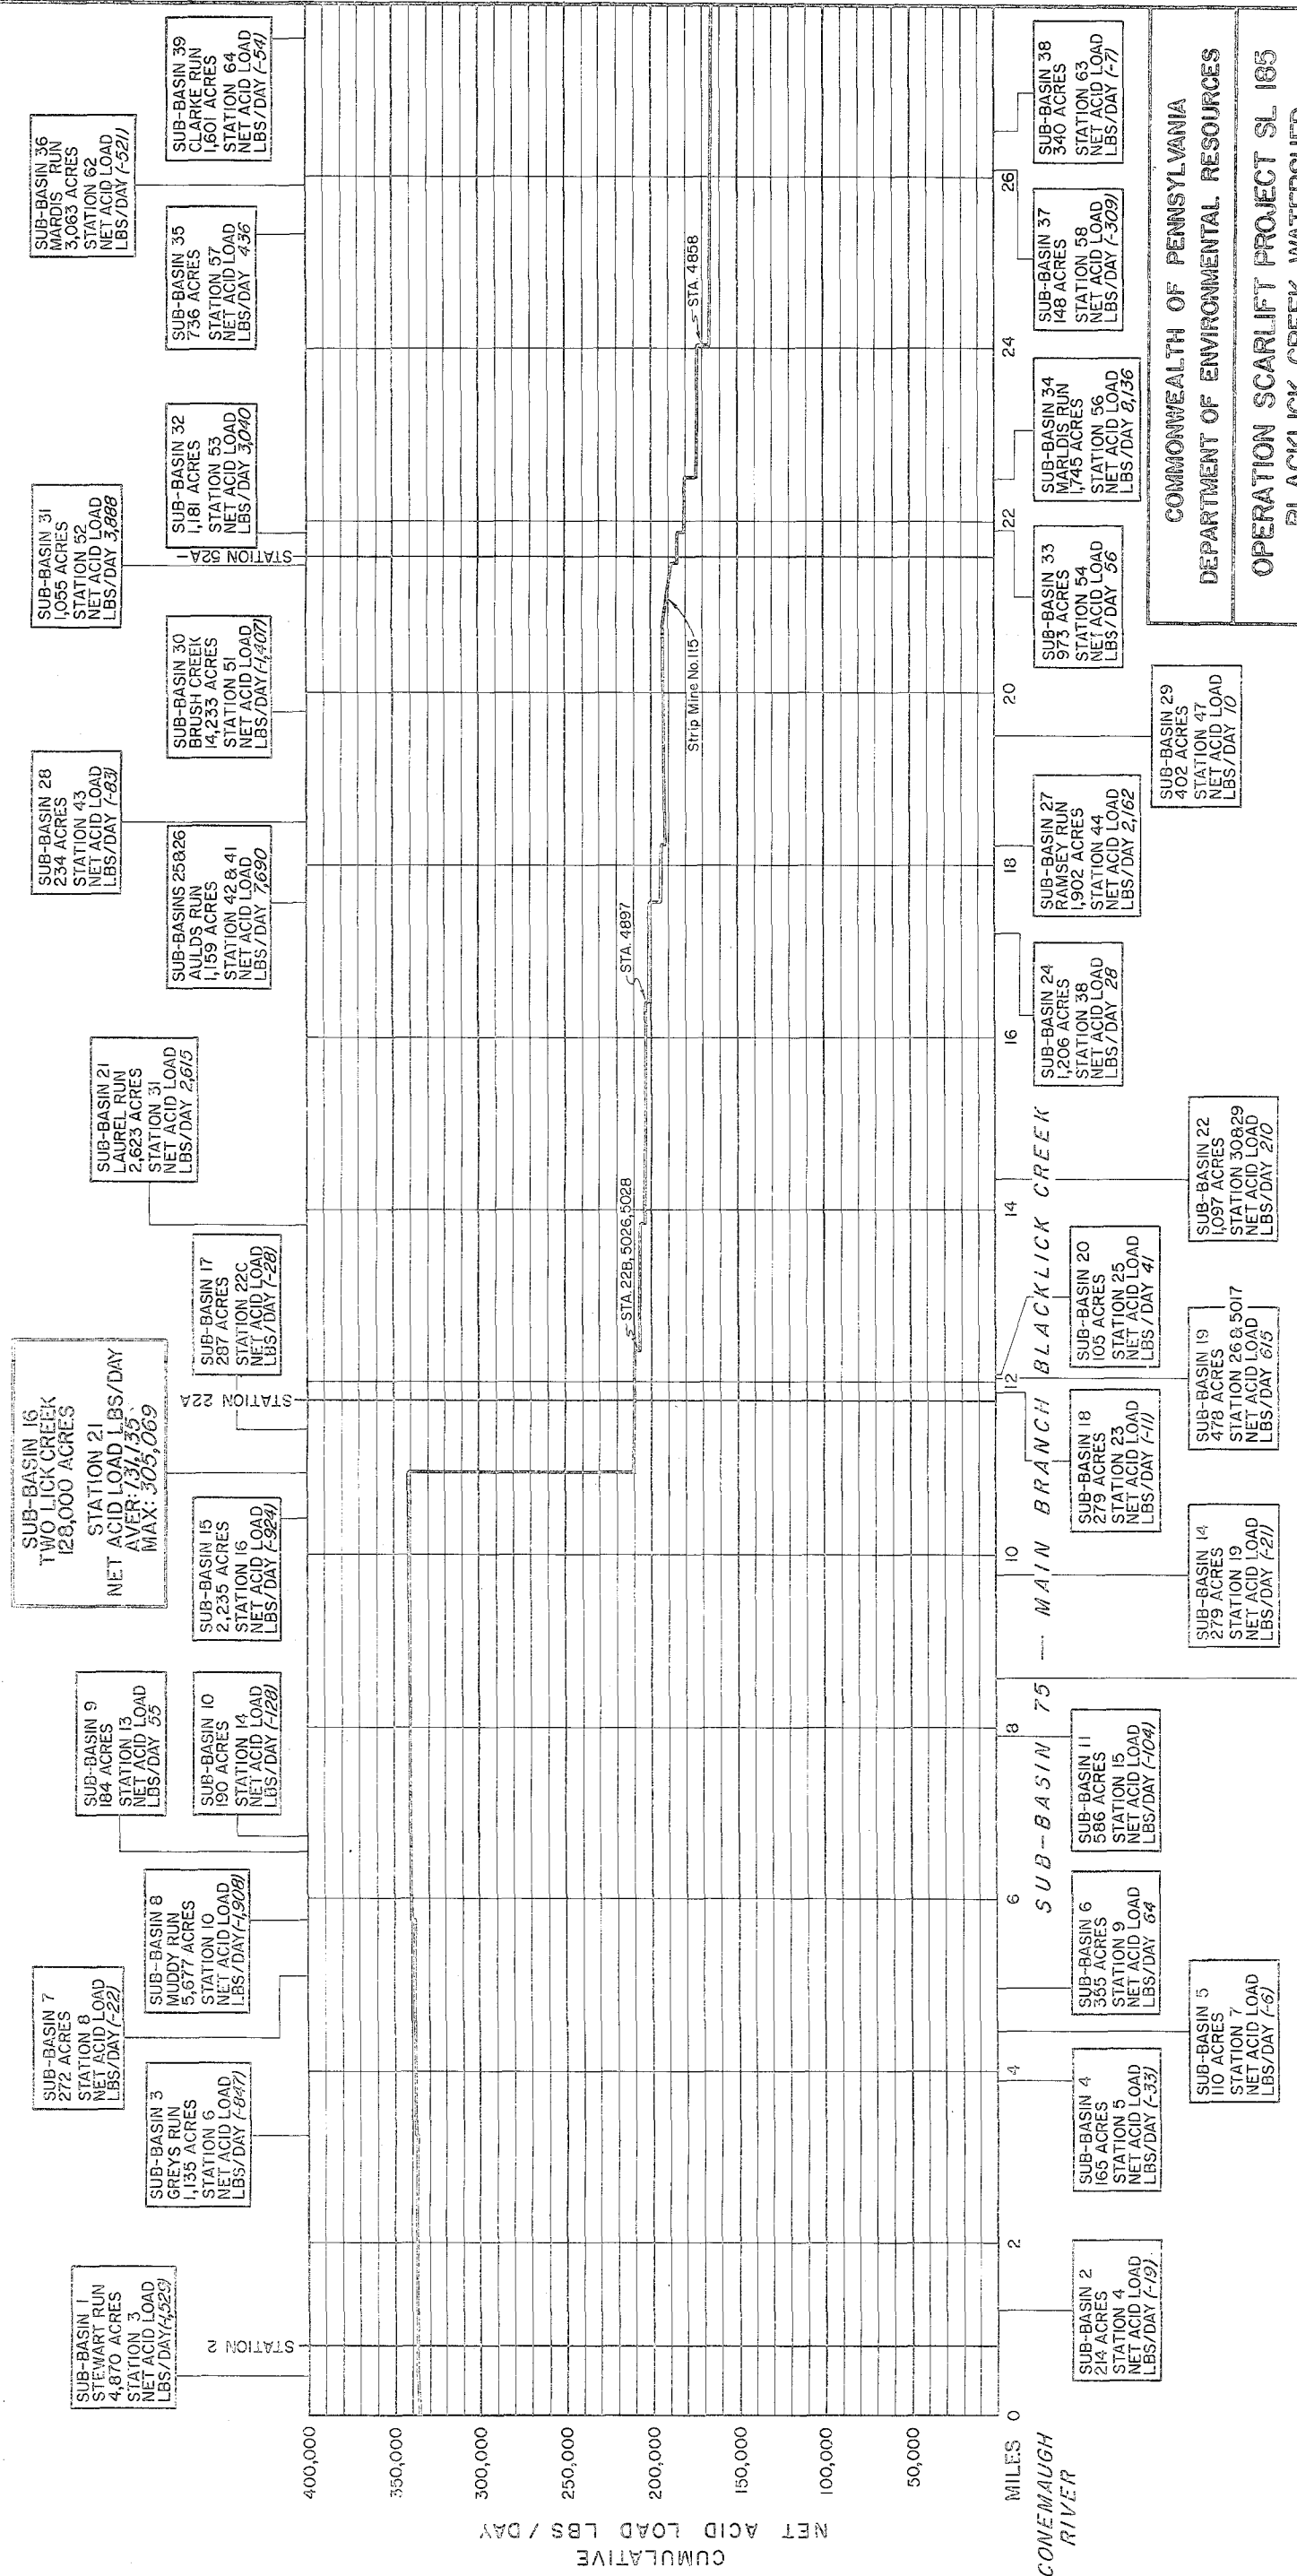 SUB-BASIN 1
STEWART RUN
4,870 ACRES
STATION 3
NET ACID LOAD
LBS/DAY (-1,529)
STATION 2
SUB-BASIN 3
GREYS RUN
1,135 ACRES
STATION 6
NET ACID LOAD
LBS/DAY (-847)
SUB-BASIN 7
272 ACRES
STATION 8
NET ACID LOAD
LBS/DAY (-22)
SUB-BASIN 8
MUDDY RUN
5,677 ACRES
STATION 10
NET ACID LOAD
LBS/DAY (-1,908)
SUB-BASIN 9
184 ACRES
STATION 13
NET ACID LOAD
LBS/DAY 55
SUB-BASIN 10
190 ACRES
STATION 14
NET ACID LOAD
LBS/DAY (-128)
SUB-BASIN 15
2,235 ACRES
STATION 16
NET ACID LOAD
LBS/DAY (-924)
SUB-BASIN 16
TWO LICK CREEK
128,000 ACRES
STATION 21
NET ACID LOAD LBS/DAY
AVER: 131,135
MAX: 305,069
STATION 22A
SUB-BASIN 17
287 ACRES
STATION 22C
NET ACID LOAD
LBS/DAY (-28)
SUB-BASIN 21
LAUREL RUN
2,623 ACRES
STATION 31
NET ACID LOAD
LBS/DAY 2,615
SUB-BASINS 25&26
AULDS RUN
1,159 ACRES
STATION 42 & 41
NET ACID LOAD
LBS/DAY 7,690
SUB-BASIN 28
234 ACRES
STATION 43
NET ACID LOAD
LBS/DAY (-83)
SUB-BASIN 30
BRUSH CREEK
14,233 ACRES
STATION 51
NET ACID LOAD
LBS/DAY (-1,407)
SUB-BASIN 31
1,055 ACRES
STATION 52
NET ACID LOAD
LBS/DAY 3,888
STATION 52A
SUB-BASIN 32
1,181 ACRES
STATION 53
NET ACID LOAD
LBS/DAY 3,040
SUB-BASIN 35
736 ACRES
STATION 57
NET ACID LOAD
LBS/DAY 436
SUB-BASIN 36
MARDIS RUN
3,063 ACRES
STATION 62
NET ACID LOAD
LBS/DAY (-521)
SUB-BASIN 39
CLARKE RUN
1,601 ACRES
STATION 64
NET ACID LOAD
LBS/DAY (-54)
CUMULATIVE
NET ACID LOAD LBS / DAY
400,000
350,000
300,000
250,000
200,000
150,000
100,000
50,000
STA. 22B, 5026, 5028
STA. 4897
Strip Mine No. 115
STA. 4858
MILES 0 2 4 6 8 10 12 14 16 18 20 22 24 26
CONEMAUGH
RIVER
SUB-BASIN 75 — MAIN BRANCH BLACKLICK CREEK
SUB-BASIN 2
214 ACRES
STATION 4
NET ACID LOAD
LBS/DAY (-19)
SUB-BASIN 4
165 ACRES
STATION 5
NET ACID LOAD
LBS/DAY (-33)
SUB-BASIN 5
110 ACRES
STATION 7
NET ACID LOAD
LBS/DAY (-6)
SUB-BASIN 6
355 ACRES
STATION 9
NET ACID LOAD
LBS/DAY 64
SUB-BASIN 11
586 ACRES
STATION 15
NET ACID LOAD
LBS/DAY (-104)
SUB-BASIN 14
279 ACRES
STATION 19
NET ACID LOAD
LBS/DAY (-21)
SUB-BASIN 18
279 ACRES
STATION 23
NET ACID LOAD
LBS/DAY (-11)
SUB-BASIN 19
478 ACRES
STATION 26 & 5017
NET ACID LOAD
LBS/DAY 615
SUB-BASIN 20
105 ACRES
STATION 25
NET ACID LOAD
LBS/DAY 41
SUB-BASIN 22
1,097 ACRES
STATION 30&29
NET ACID LOAD
LBS/DAY 210
SUB-BASIN 24
1,206 ACRES
STATION 38
NET ACID LOAD
LBS/DAY 28
SUB-BASIN 27
RAMSEY RUN
1,902 ACRES
STATION 44
NET ACID LOAD
LBS/DAY 2,162
SUB-BASIN 29
402 ACRES
STATION 47
NET ACID LOAD
LBS/DAY 10
SUB-BASIN 33
973 ACRES
STATION 54
NET ACID LOAD
LBS/DAY 56
SUB-BASIN 34
MARLDIS RUN
1,745 ACRES
STATION 56
NET ACID LOAD
LBS/DAY 8,136
SUB-BASIN 37
148 ACRES
STATION 58
NET ACID LOAD
LBS/DAY (-309)
SUB-BASIN 38
340 ACRES
STATION 63
NET ACID LOAD
LBS/DAY (-7)
COMMONWEALTH OF PENNSYLVANIA
DEPARTMENT OF ENVIRONMENTAL RESOURCES
OPERATION SCARLIFT PROJECT SL 185
BLACKLICK CREEK WATERSHED